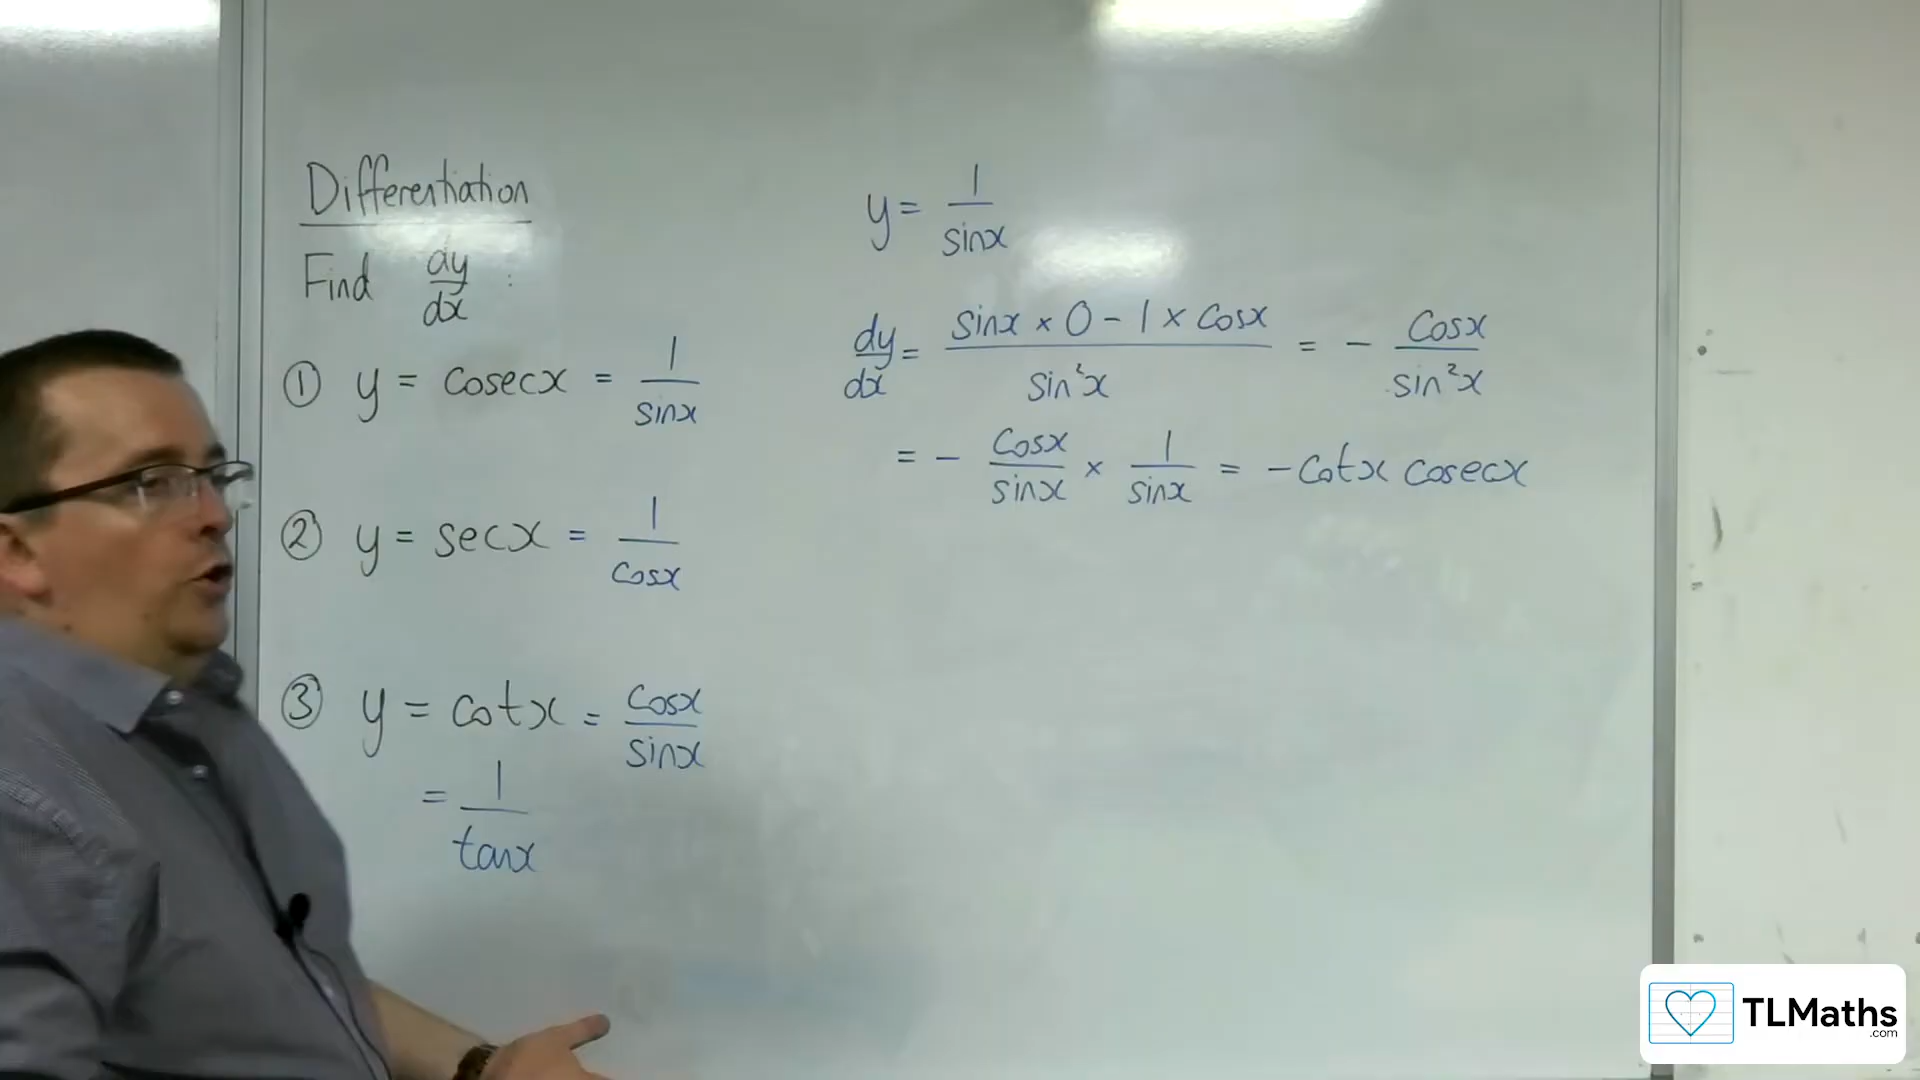 Differentiation
Find dy/dx :
① y = cosecx = 1/sinx
② y = secx = 1/cosx
③ y = cotx = cosx/sinx
= 1/tanx
y = 1/sinx
dy/dx = sinx × 0 - 1 × cosx/sin²x = - cosx/sin²x
= - cosx/sinx × 1/sinx = -cotx cosecx
TLMaths
.com